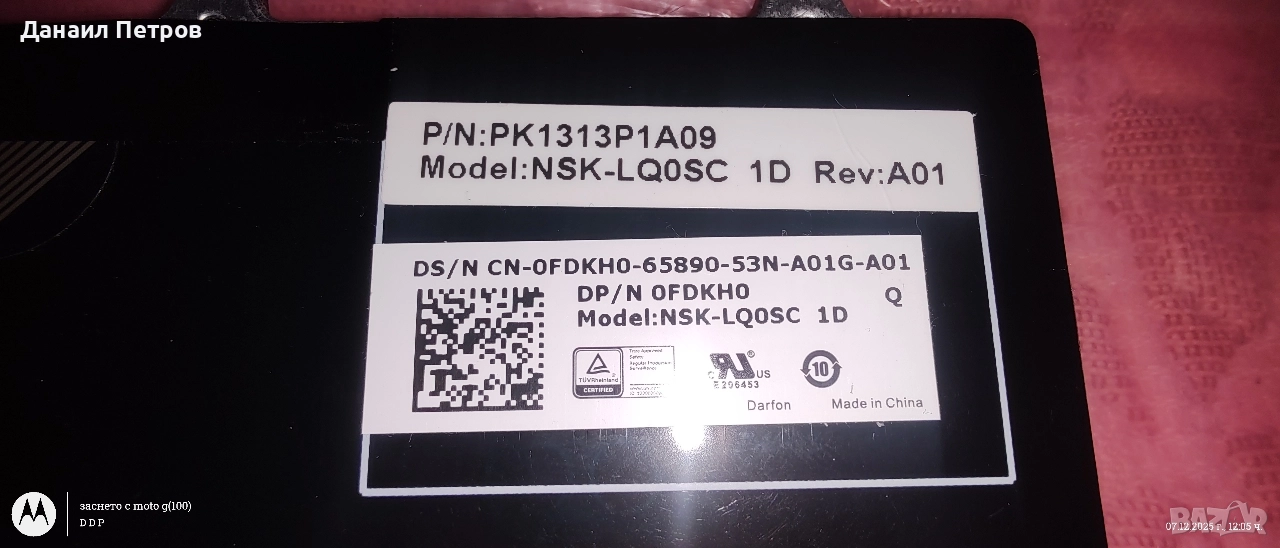 Данаил Петров
P/N:PK1313P1A09
Model:NSK-LQ0SC 1D Rev:A01
DS/N CN-0FDKH0-65890-53N-A01G-A01
DP/N 0FDKH0 Q
Model:NSK-LQ0SC 1D
TÜVRheinland
CERTIFIED
c RU ® US
E296453
10
Darfon Made in China
заснето с moto g(100)
D D P
BAZAR
07.12.2025 г., 12:05 ч.